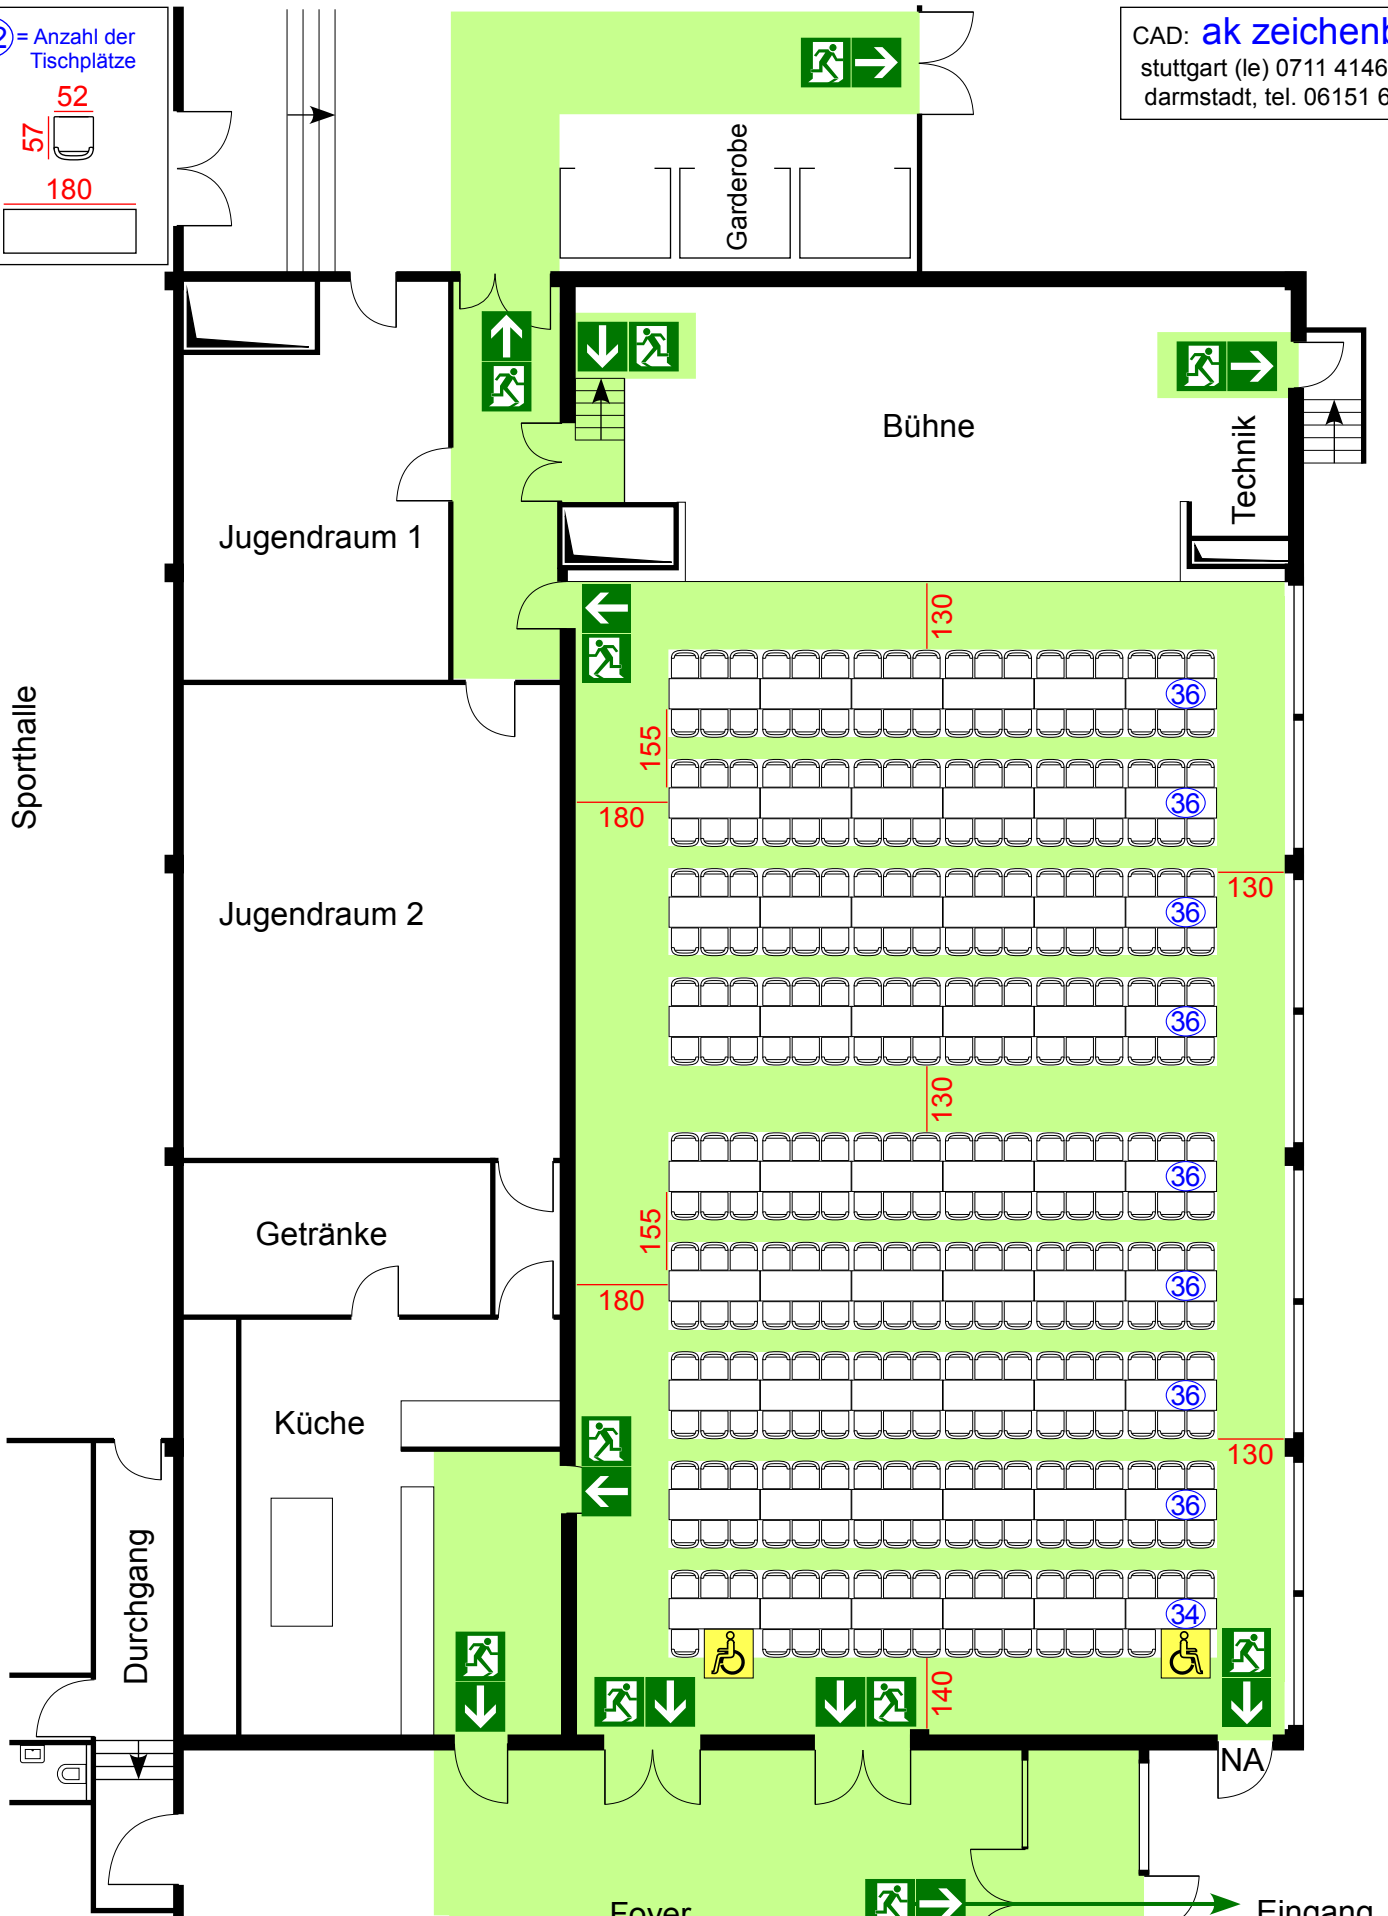 = Anzahl der
Tischplätze
52
57
180
CAD: ak zeichenb
stuttgart (le) 0711 4146
darmstadt, tel. 06151 6
Garderobe
Bühne
Technik
Jugendraum 1
130
36
155
Sporthalle
36
180
130
36
Jugendraum 2
36
130
36
155
Getränke
36
180
36
Küche
130
36
Durchgang
34
140
NA
Foyer
Eingang